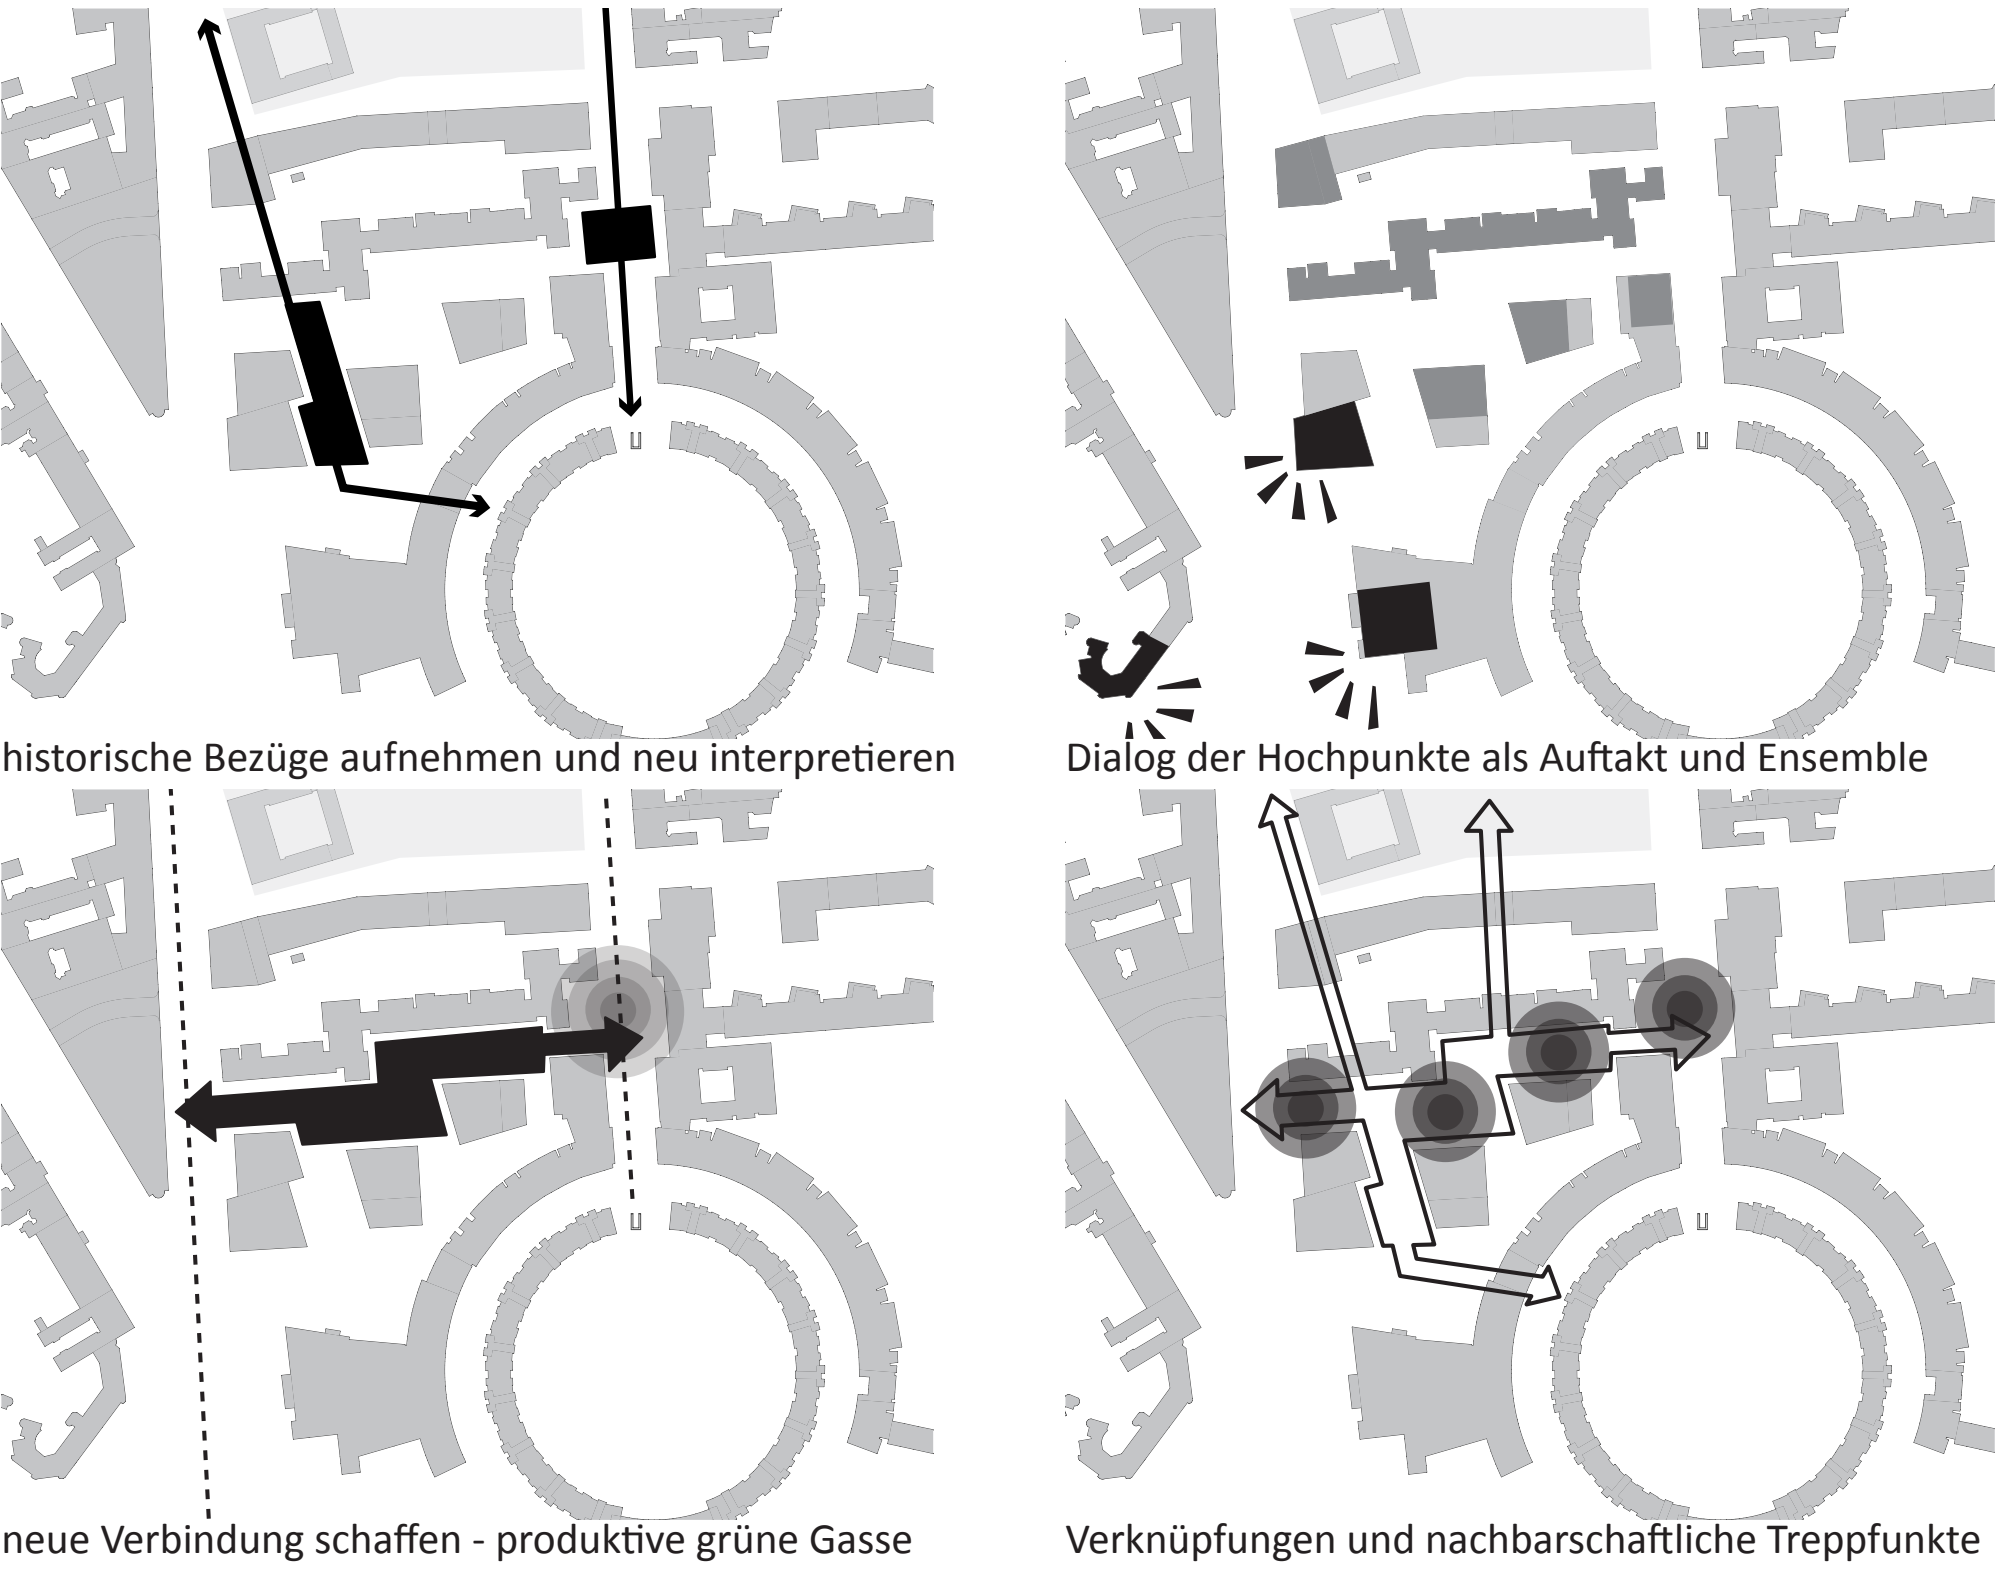 historische Bezüge aufnehmen und neu interpretieren
Dialog der Hochpunkte als Auftakt und Ensemble
neue Verbindung schaffen - produktive grüne Gasse
Verknüpfungen und nachbarschaftliche Treppfunkte